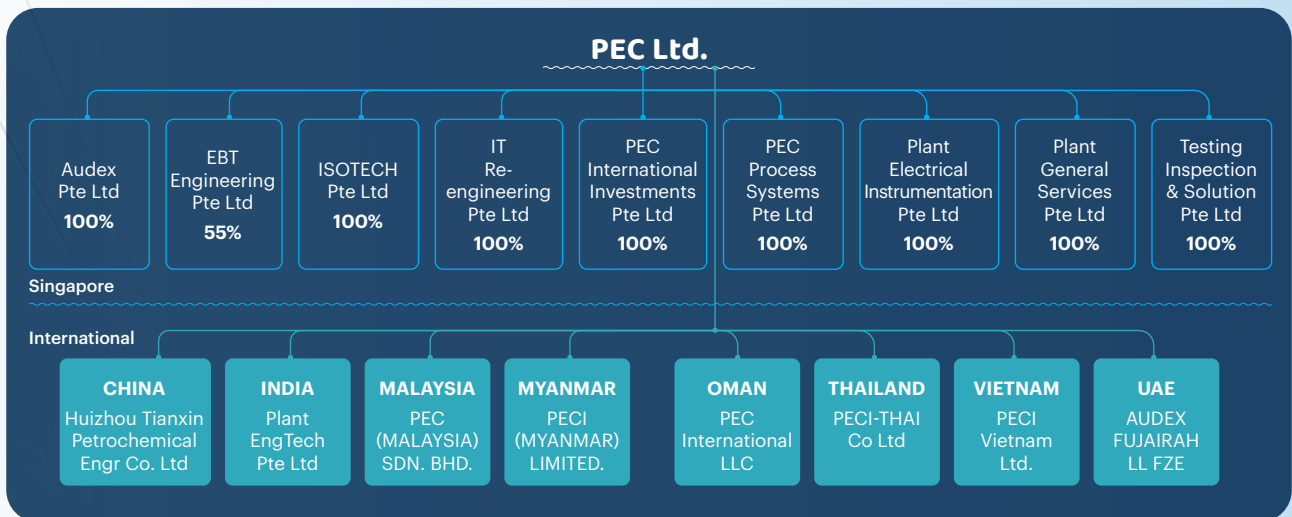 PEC Ltd.
Audex
Pte Ltd
100%
EBT
Engineering
Pte Ltd
55%
ISOTECH
Pte Ltd
100%
IT
Re-
engineering
Pte Ltd
100%
PEC
International
Investments
Pte Ltd
100%
PEC
Process
Systems
Pte Ltd
100%
Plant
Electrical
Instrumentation
Pte Ltd
100%
Plant
General
Services
Pte Ltd
100%
Testing
Inspection
& Solution
Pte Ltd
100%
Singapore
International
CHINA
Huizhou Tianxin
Petrochemical
Engr Co. Ltd
INDIA
Plant
EngTech
Pte Ltd
MALAYSIA
PEC
(MALAYSIA)
SDN. BHD.
MYANMAR
PECI
(MYANMAR)
LIMITED.
OMAN
PEC
International
LLC
THAILAND
PECI-THAI
Co Ltd
VIETNAM
PECI
Vietnam
Ltd.
UAE
AUDEX
FUJAIRAH
LL FZE